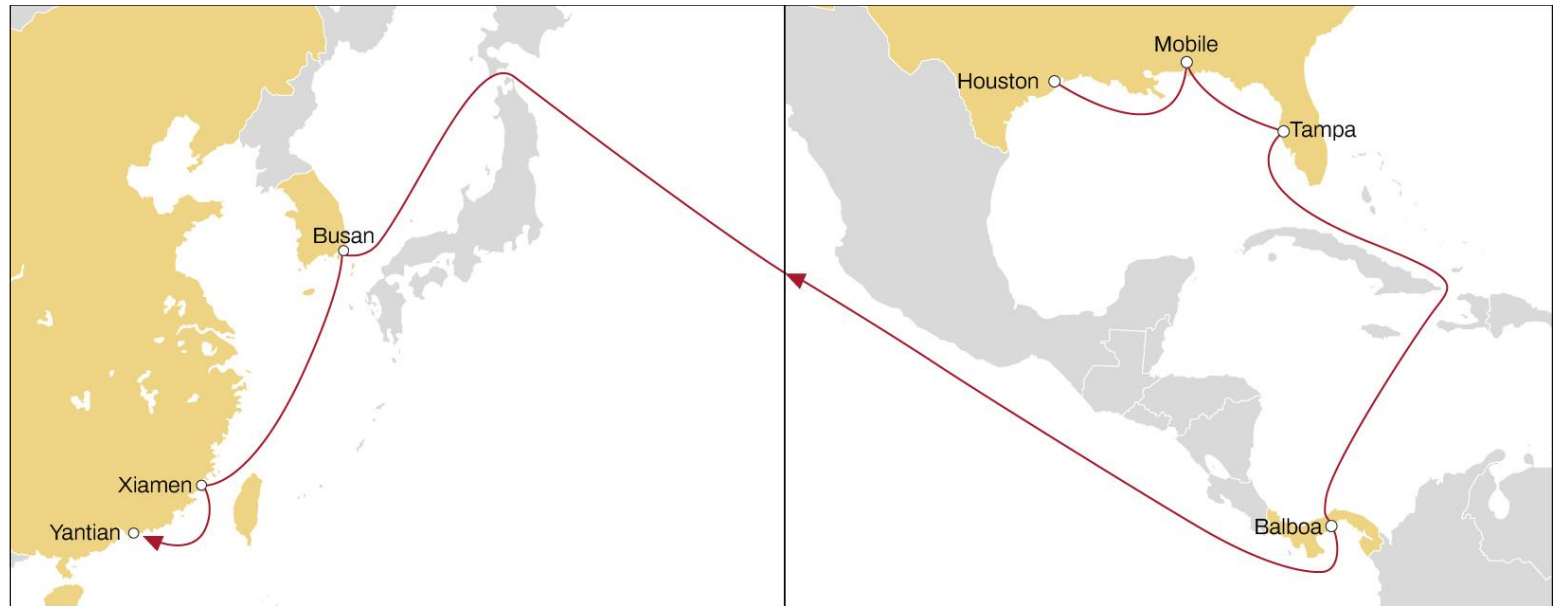 Busan
Xiamen
Yantian
Mobile
Houston
Tampa
Balboa